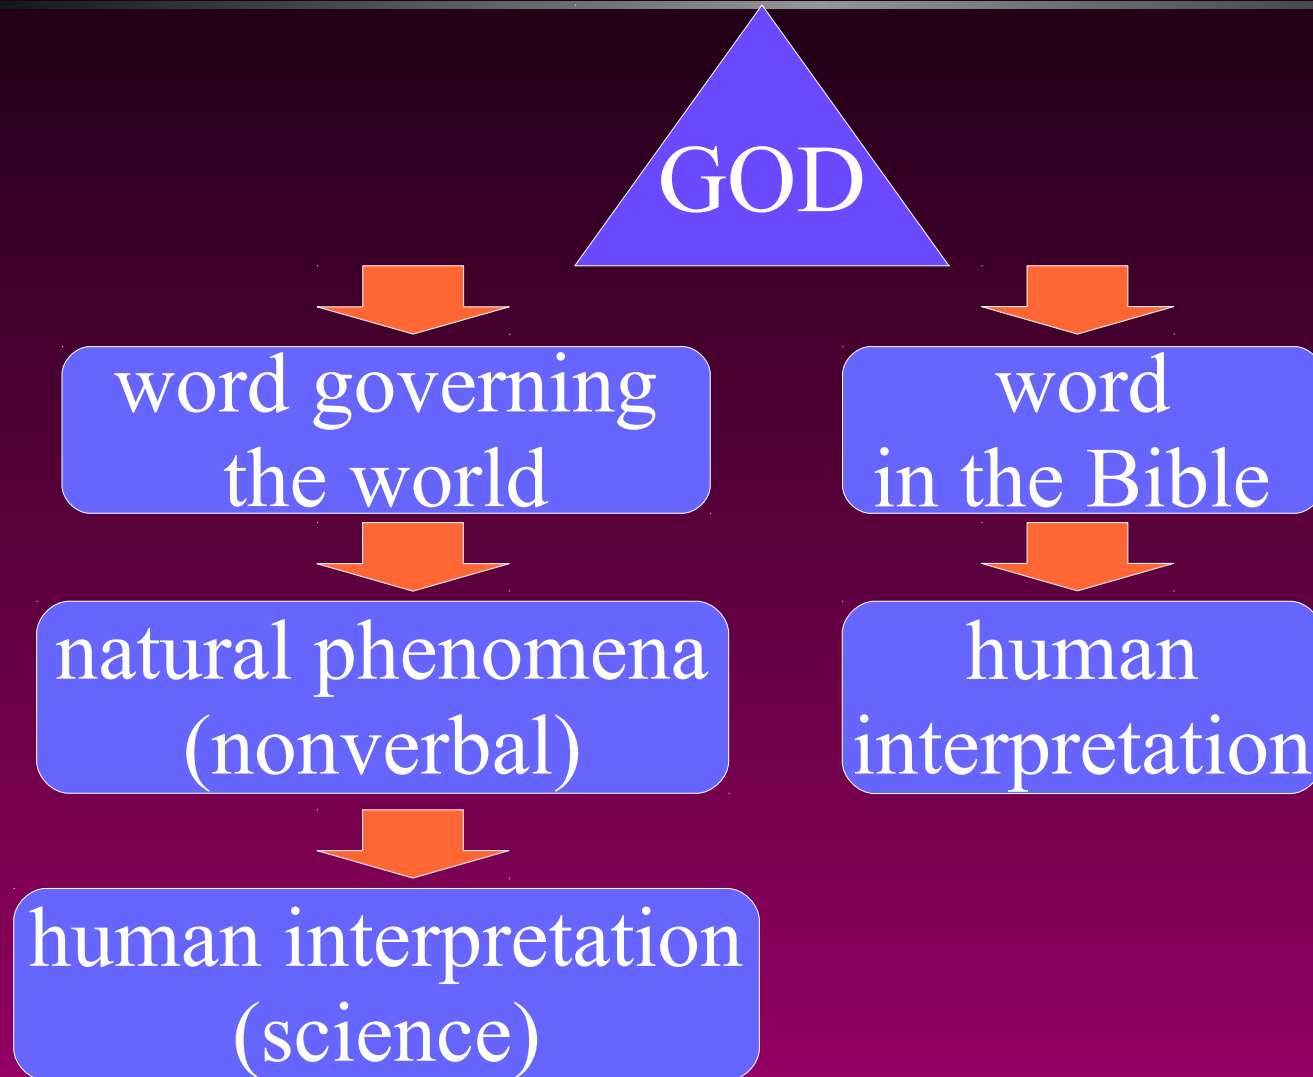 GOD
word governing
the world
word
in the Bible
natural phenomena
(nonverbal)
human
interpretation
human interpretation
(science)